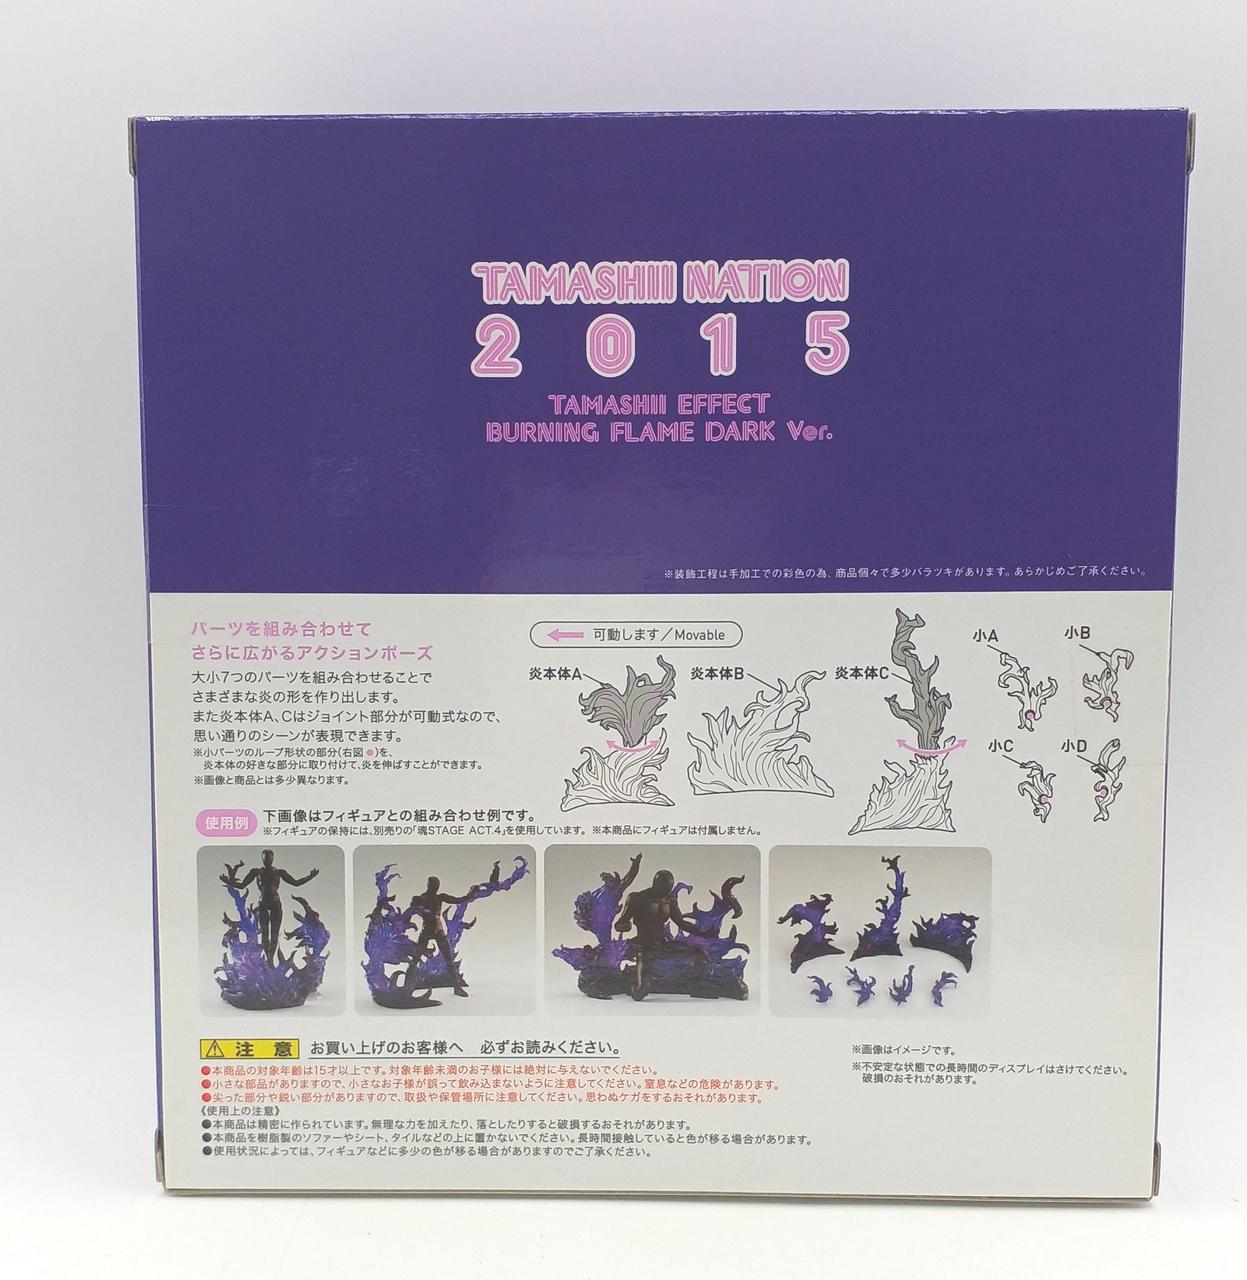 TAMASHII NATION
2015
TAMASHII EFFECT
BURNING FLAME DARK Ver.
※装飾工程は手加工での彩色の為、商品個々で多少バラツキがあります。あらかじめご了承ください。
パーツを組み合わせて
さらに広がるアクションポーズ
大小7つのパーツを組み合わせることで
さまざまな炎の形を作り出します。
また炎本体A、Cはジョイント部分が可動式なので、
思い通りのシーンが表現できます。
※小パーツのループ形状の部分(右図●)を、
炎本体の好きな部分に取り付けて、炎を伸ばすことができます。
※画像と商品とは多少異なります。
可動します／Movable
炎本体A
炎本体B
炎本体C
小A
小B
小C
小D
使用例
下画像はフィギュアとの組み合わせ例です。
※フィギュアの保持には、別売りの「魂STAGE ACT.4」を使用しています。 ※本商品にフィギュアは付属しません。
注意 お買い上げのお客様へ 必ずお読みください。
●本商品の対象年齢は15才以上です。対象年齢未満のお子様には絶対に与えないでください。
●小さな部品がありますので、小さなお子様が誤って飲み込まないように注意してください。窒息などの危険があります。
●尖った部分や鋭い部分がありますので、取扱や保管場所に注意してください。思わぬケガをするおそれがあります。
《使用上の注意》
●本商品は精密に作られています。無理な力を加えたり、落としたりすると破損するおそれがあります。
●本商品を樹脂製のソファーやシート、タイルなどの上に置かないでください。長時間接触していると色が移る場合があります。
●使用状況によっては、フィギュアなどに多少の色が移る場合がありますのでご了承ください。
※画像はイメージです。
※不安定な状態での長時間のディスプレイはさけてください。
破損のおそれがあります。